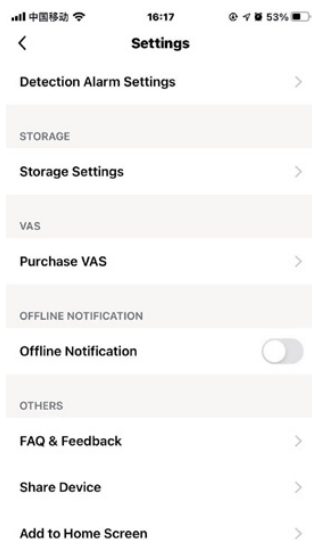 中国移动 16:17 53%
Settings
Detection Alarm Settings
STORAGE
Storage Settings
VAS
Purchase VAS
OFFLINE NOTIFICATION
Offline Notification
OTHERS
FAQ & Feedback
Share Device
Add to Home Screen